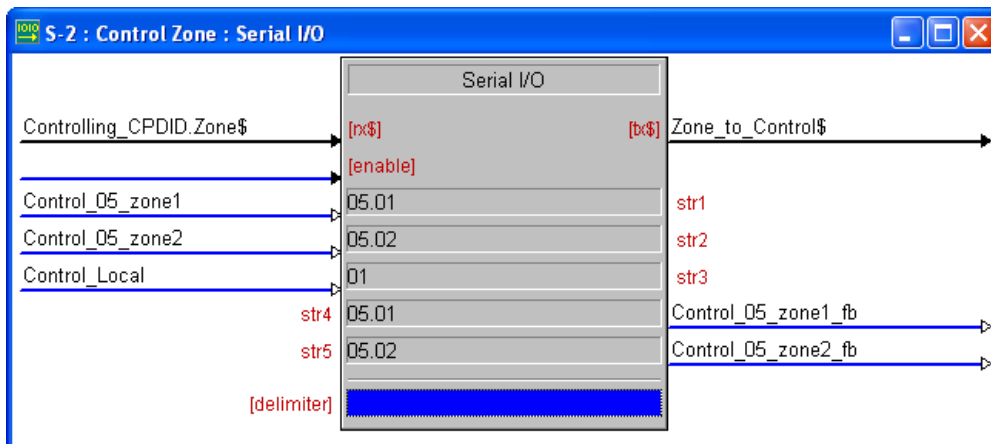 S-2 : Control Zone : Serial I/O
Serial I/O
Controlling_CPDID.Zone$ [rx$] [tx$] Zone_to_Control$
[enable]
Control_05_zone1 05.01 str1
Control_05_zone2 05.02 str2
Control_Local 01 str3
str4 05.01 Control_05_zone1_fb
str5 05.02 Control_05_zone2_fb
[delimiter]